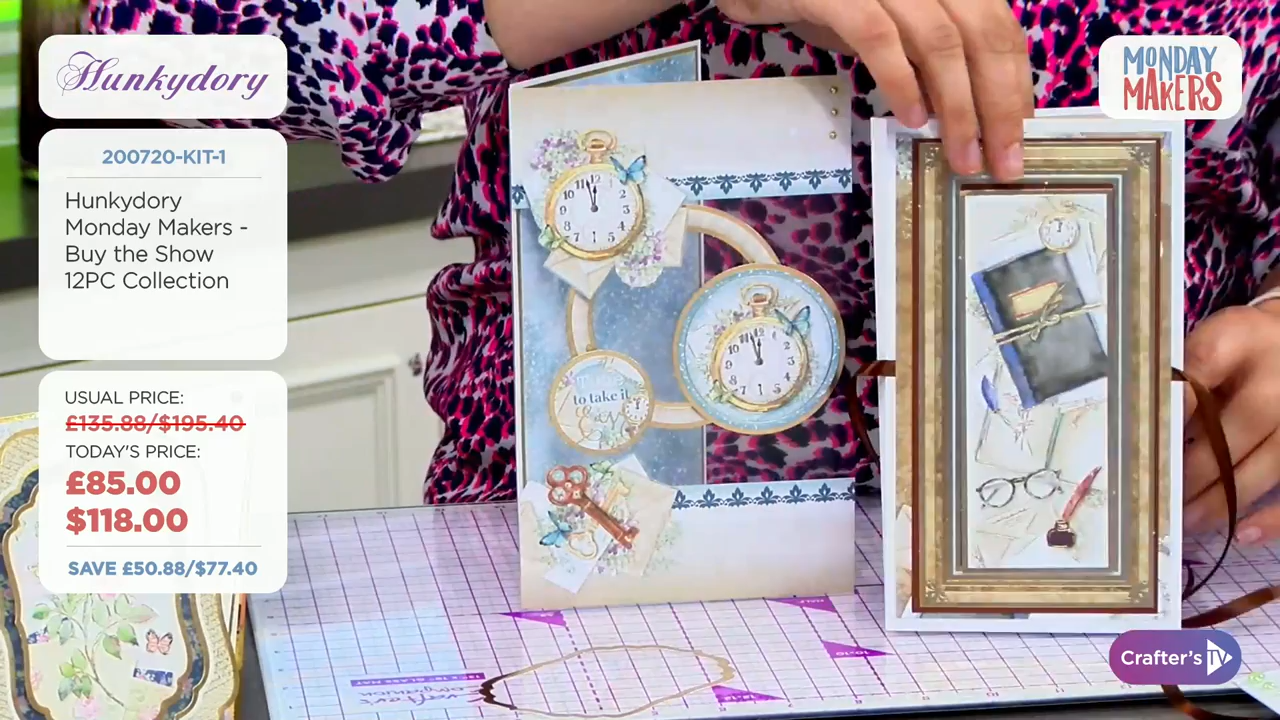 Hunkydory
200720-KIT-1
Hunkydory
Monday Makers -
Buy the Show
12PC Collection
USUAL PRICE:
£135.88/$195.40
TODAY'S PRICE:
£85.00
$118.00
SAVE £50.88/$77.40
MONDAY
MAKERS
to take it
Crafter's TV